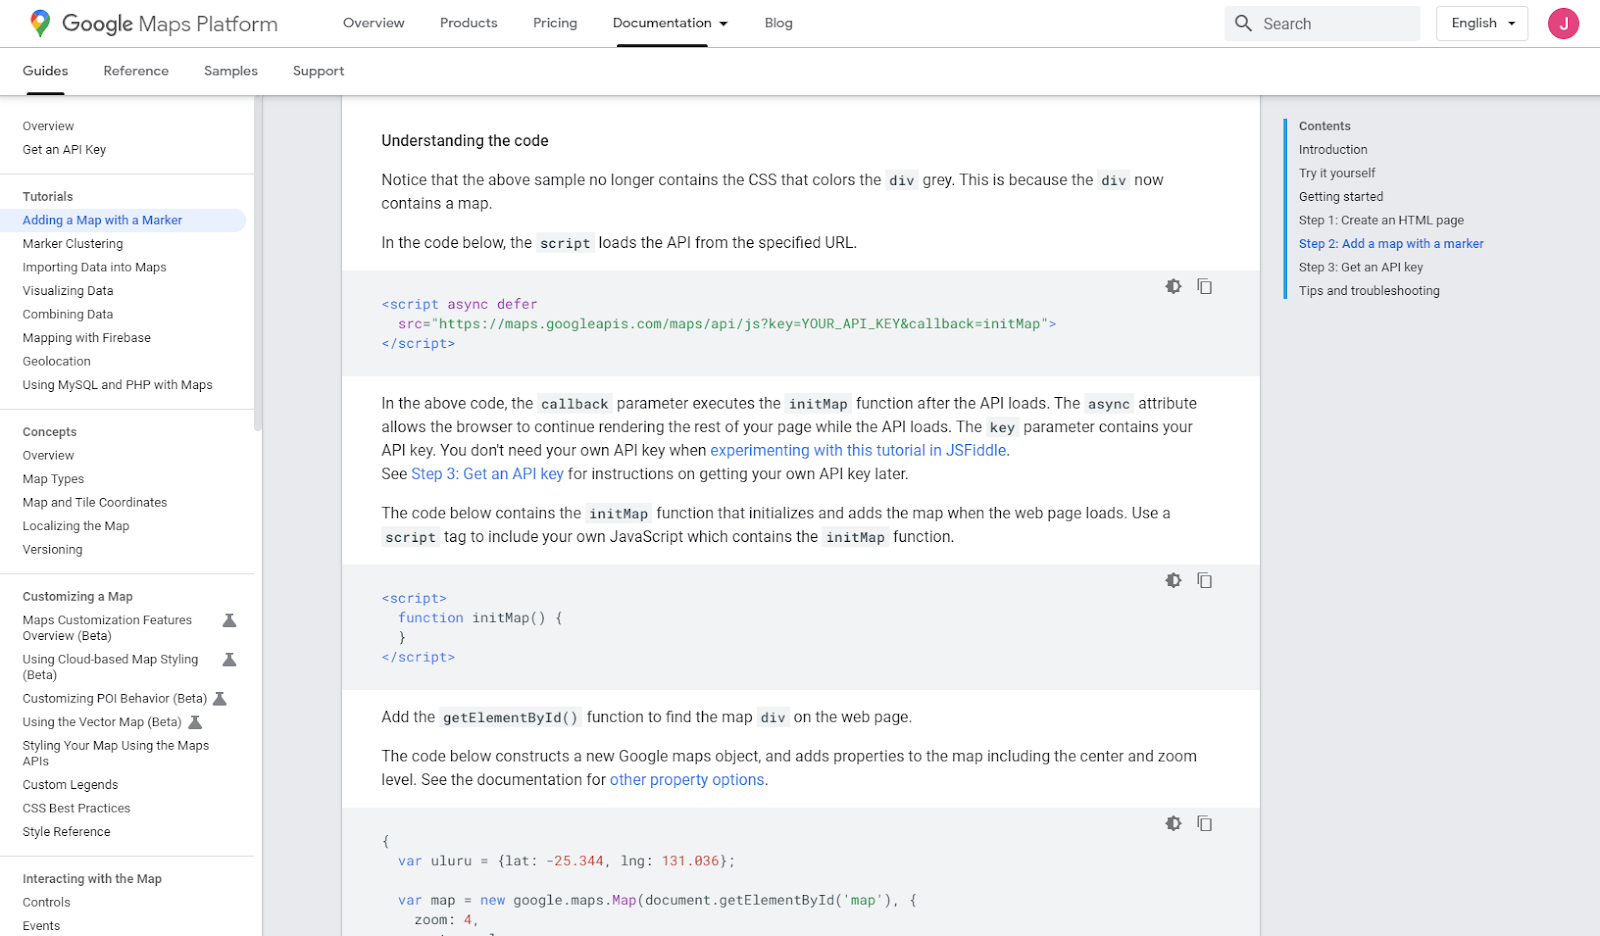 Google Maps Platform
Overview
Products
Pricing
Documentation
Blog
Search
English
J
Guides
Reference
Samples
Support
Overview
Get an API Key
Tutorials
Adding a Map with a Marker
Marker Clustering
Importing Data into Maps
Visualizing Data
Combining Data
Mapping with Firebase
Geolocation
Using MySQL and PHP with Maps
Concepts
Overview
Map Types
Map and Tile Coordinates
Localizing the Map
Versioning
Customizing a Map
Maps Customization Features
Overview (Beta)
Using Cloud-based Map Styling
(Beta)
Customizing POI Behavior (Beta)
Using the Vector Map (Beta)
Styling Your Map Using the Maps
APIs
Custom Legends
CSS Best Practices
Style Reference
Interacting with the Map
Controls
Events
Understanding the code
Notice that the above sample no longer contains the CSS that colors the div grey. This is because the div now
contains a map.
In the code below, the script loads the API from the specified URL.
<script async defer
src="https://maps.googleapis.com/maps/api/js?key=YOUR_API_KEY&callback=initMap">
</script>
In the above code, the callback parameter executes the initMap function after the API loads. The async attribute
allows the browser to continue rendering the rest of your page while the API loads. The key parameter contains your
API key. You don't need your own API key when experimenting with this tutorial in JSFiddle.
See Step 3: Get an API key for instructions on getting your own API key later.
The code below contains the initMap function that initializes and adds the map when the web page loads. Use a
script tag to include your own JavaScript which contains the initMap function.
<script>
function initMap() {
}
</script>
Add the getElementById() function to find the map div on the web page.
The code below constructs a new Google maps object, and adds properties to the map including the center and zoom
level. See the documentation for other property options.
{
var uluru = {lat: -25.344, lng: 131.036};
var map = new google.maps.Map(document.getElementById('map'), {
zoom: 4,
Contents
Introduction
Try it yourself
Getting started
Step 1: Create an HTML page
Step 2: Add a map with a marker
Step 3: Get an API key
Tips and troubleshooting